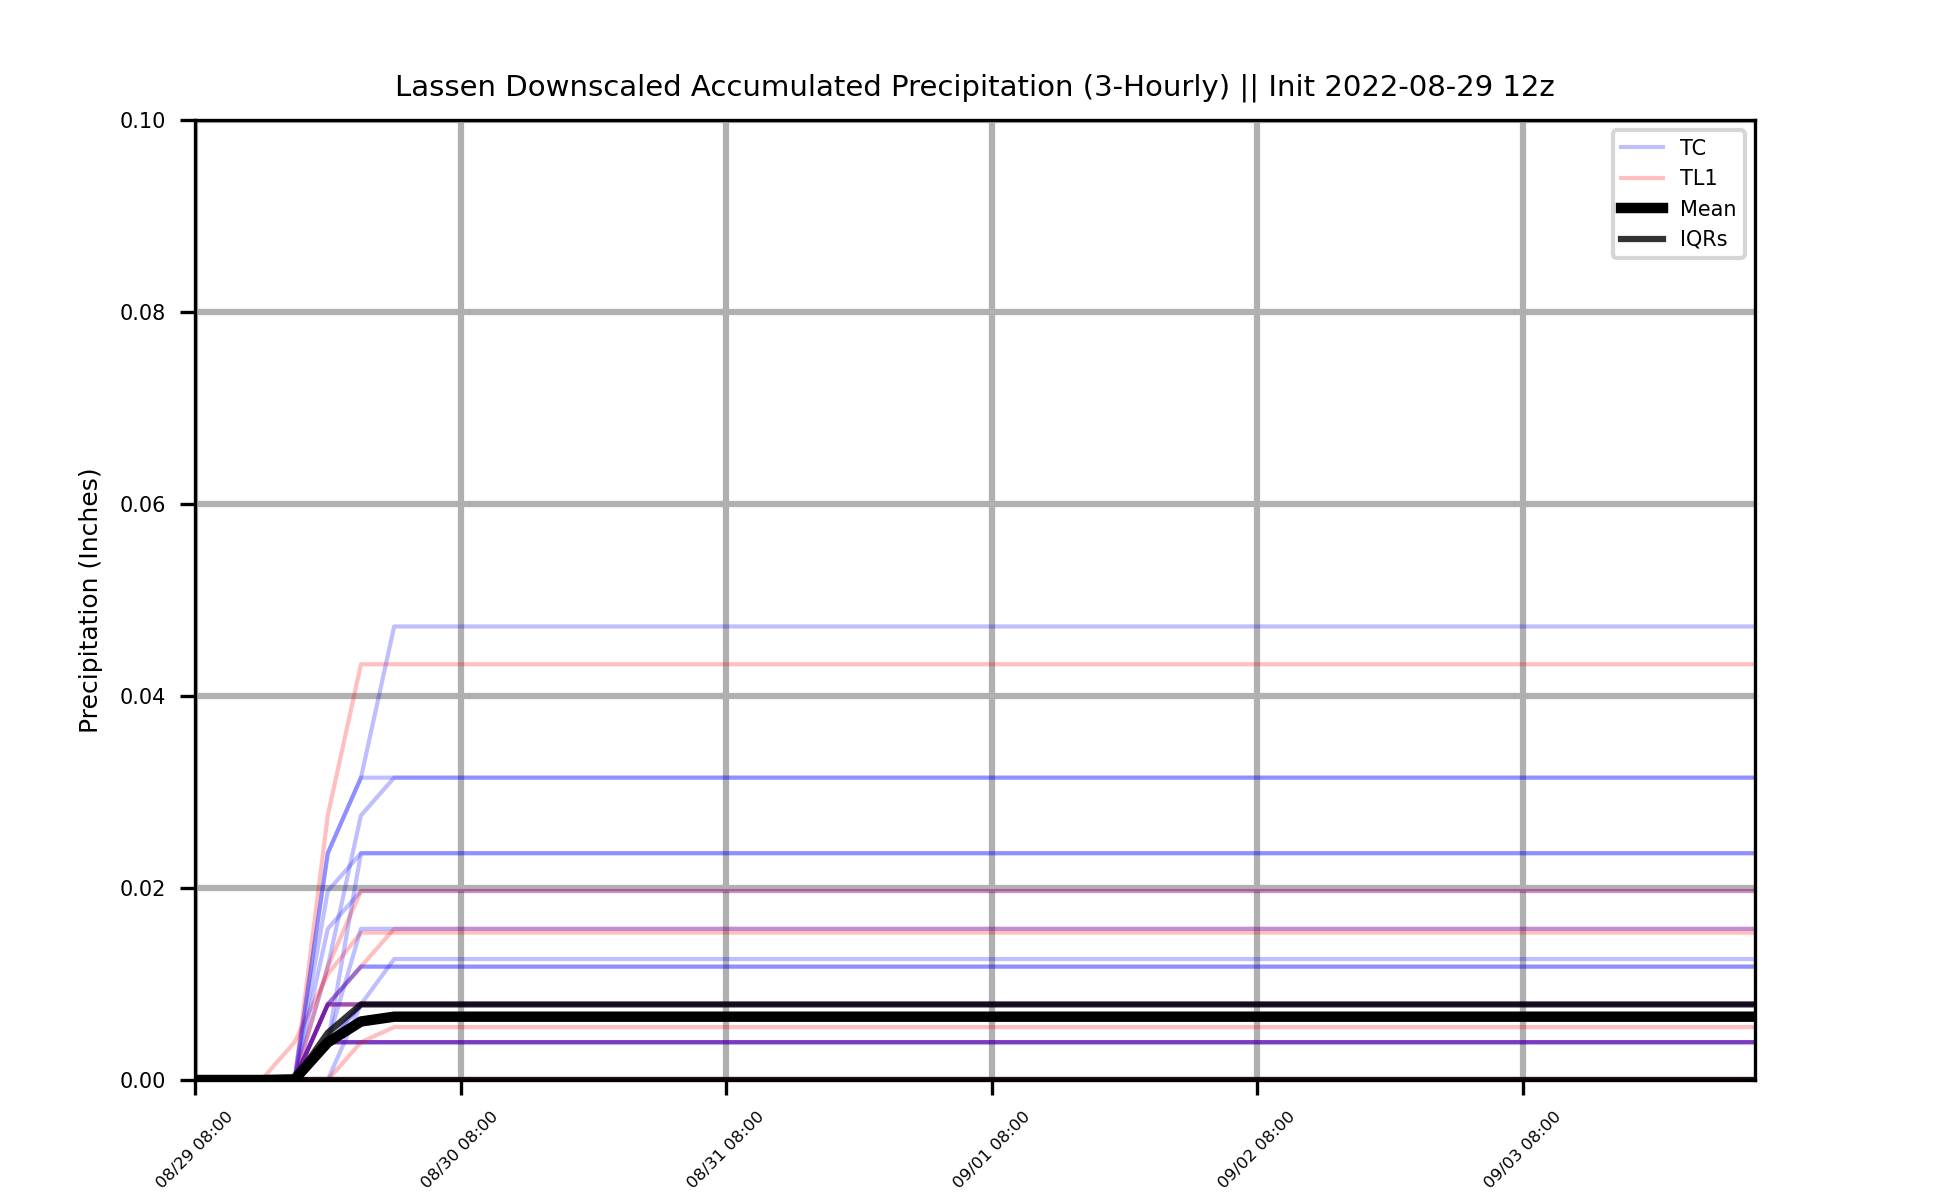 Lassen Downscaled Accumulated Precipitation (3-Hourly) || Init 2022-08-29 12z
0.10
0.08
0.06
0.04
0.02
0.00
Precipitation (Inches)
TC
TL1
Mean
IQRs
08/29 08:00
08/30 08:00
08/31 08:00
09/01 08:00
09/02 08:00
09/03 08:00